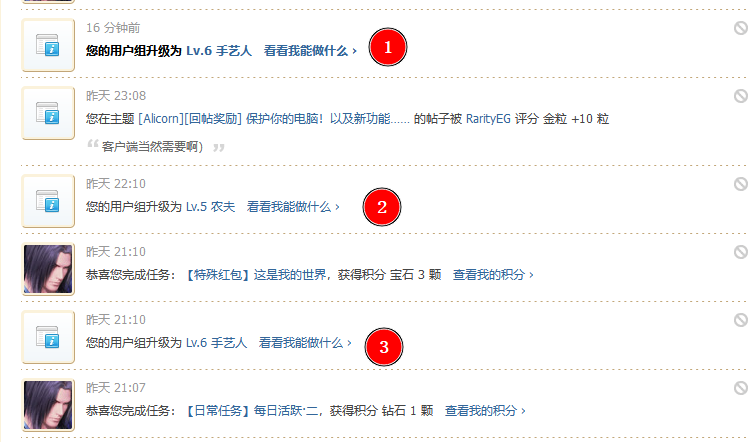 16 分钟前
您的用户组升级为 Lv.6 手艺人 看看我能做什么 ›
1
昨天 23:08
您在主题 [Alicorn][回帖奖励] 保护你的电脑！以及新功能…… 的帖子被 RarityEG 评分 金粒 +10 粒
“ 客户端当然需要啊） ”
昨天 22:10
您的用户组升级为 Lv.5 农夫 看看我能做什么 ›
2
昨天 21:10
恭喜您完成任务：【特殊红包】这是我的世界，获得积分 宝石 3 颗 查看我的积分 ›
昨天 21:10
您的用户组升级为 Lv.6 手艺人 看看我能做什么 ›
3
昨天 21:07
恭喜您完成任务：【日常任务】每日活跃·二，获得积分 钻石 1 颗 查看我的积分 ›